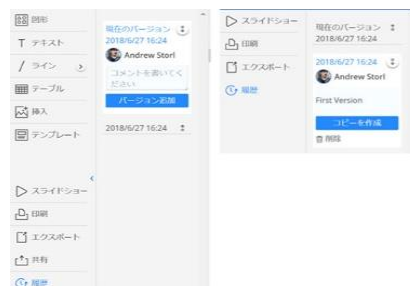 図形
テキスト
ライン
テーブル
挿入
テンプレート
スライドショー
印刷
エクスポート
共有
履歴
現在のバージョン
2018/6/27 16:24
Andrew Storl
コメントを書いてく
ださい
バージョン追加
2018/6/27 16:24
スライドショー
印刷
エクスポート
履歴
現在のバージョン
2018/6/27 16:24
2018/6/27 16:24
Andrew Storl
First Version
コピーを作成
削除